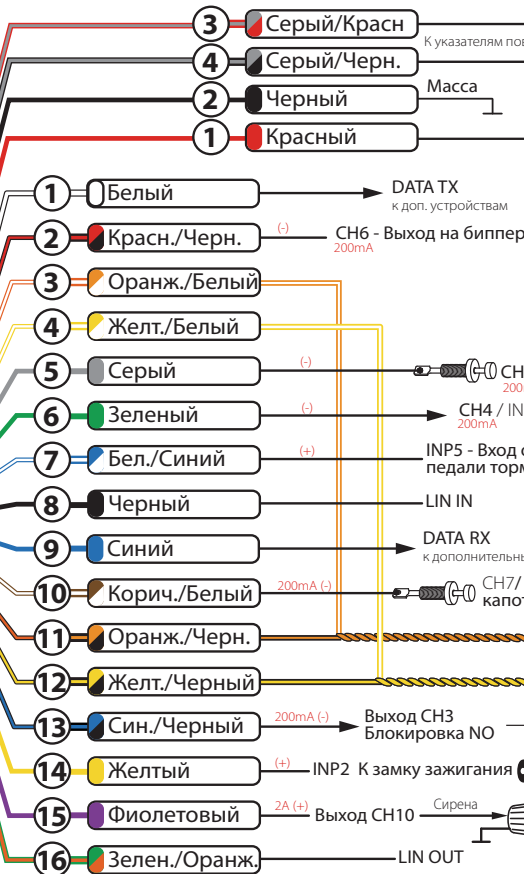 3 Серый/Красн
К указателям пов
4 Серый/Черн.
2 Черный Масса
1 Красный
1 Белый DATA TX
к доп. устройствам
2 Красн./Черн. (-) CH6 - Выход на биппер
200mA
3 Оранж./Белый
4 Желт./Белый
5 Серый (-) CH
200
6 Зеленый (-) CH4 / IN
200mA
7 Бел./Синий (+) INP5 - Вход с
педали торм
8 Черный LIN IN
9 Синий DATA RX
к дополнительны
10 Корич./Белый 200mA (-) CH7/
капот
11 Оранж./Черн.
12 Желт./Черный
13 Син./Черный 200mA (-) Выход CH3
Блокировка NO
14 Желтый (+) INP2 К замку зажигания
15 Фиолетовый 2A (+) Выход CH10 Сирена
16 Зелен./Оранж. LIN OUT